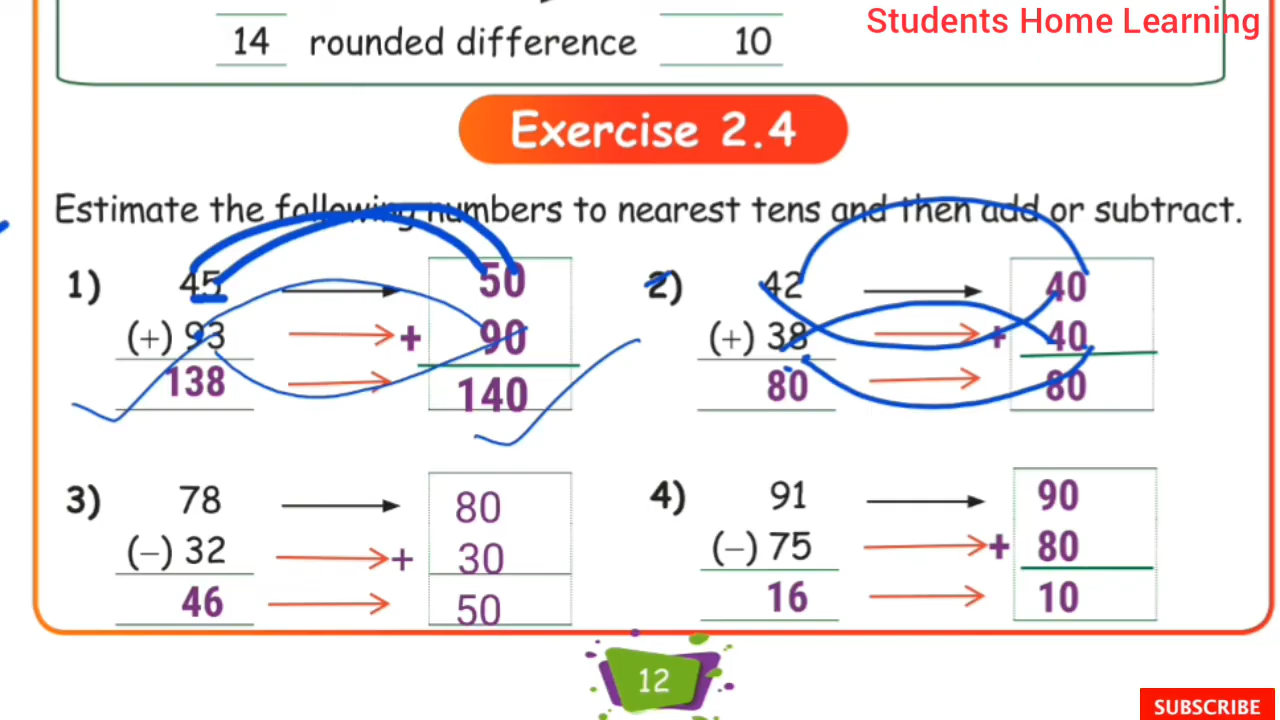 Students Home Learning
14 rounded difference 10
Exercise 2.4
Estimate the following numbers to nearest tens and then add or subtract.
1) 45 50
(+) 93 + 90
138 140
2) 42 40
(+) 38 + 40
80 80
3) 78 80
(−) 32 + 30
46 50
4) 91 90
(−) 75 + 80
16 10
12
SUBSCRIBE